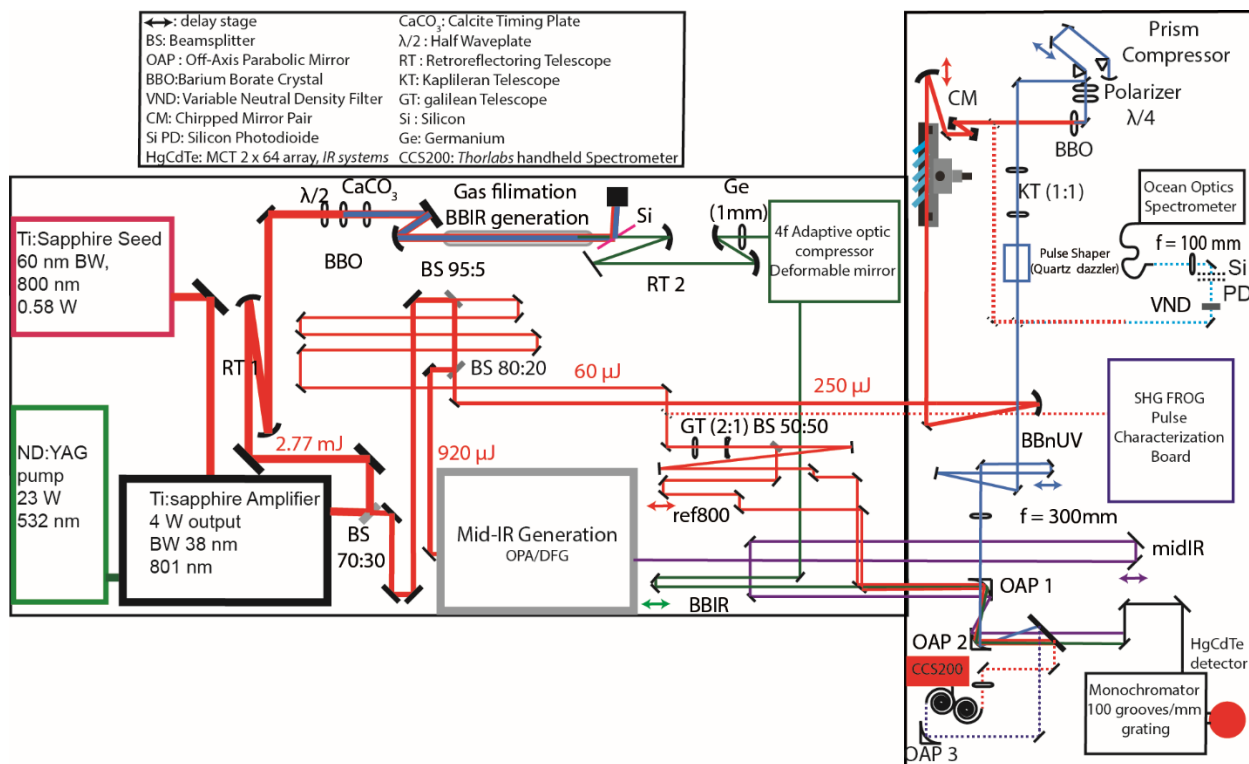 ⟷: delay stage
BS: Beamsplitter
OAP : Off-Axis Parabolic Mirror
BBO:Barium Borate Crystal
VND: Variable Neutral Density Filter
CM: Chirpped Mirror Pair
Si PD: Silicon Photodioide
HgCdTe: MCT 2 x 64 array, IR systems
CaCO3: Calcite Timing Plate
λ/2 : Half Waveplate
RT : Retroreflectoring Telescope
KT: Kaplileran Telescope
GT: galilean Telescope
Si : Silicon
Ge: Germanium
CCS200: Thorlabs handheld Spectrometer
Ti:Sapphire Seed
60 nm BW,
800 nm
0.58 W
ND:YAG
pump
23 W
532 nm
Ti:sapphire Amplifier
4 W output
BW 38 nm
801 nm
RT 1
2.77 mJ
BS
70:30
λ/2
CaCO3
BBO
Gas filmation
BBIR generation
Si
BS 95:5
RT 2
Ge
(1mm)
4f Adaptive optic
compressor
Deformable mirror
BS 80:20
60 µJ
250 µJ
920 µJ
GT (2:1)
BS 50:50
ref800
Mid-IR Generation
OPA/DFG
BBIR
Prism
Compressor
CM
Polarizer
λ/4
BBO
KT (1:1)
Pulse Shaper
(Quartz dazzler)
Ocean Optics
Spectrometer
f = 100 mm
Si
PD
VND
SHG FROG
Pulse
Characterization
Board
BBnUV
f = 300mm
midIR
OAP 1
OAP 2
CCS200
OAP 3
HgCdTe
detector
Monochromator
100 grooves/mm
grating